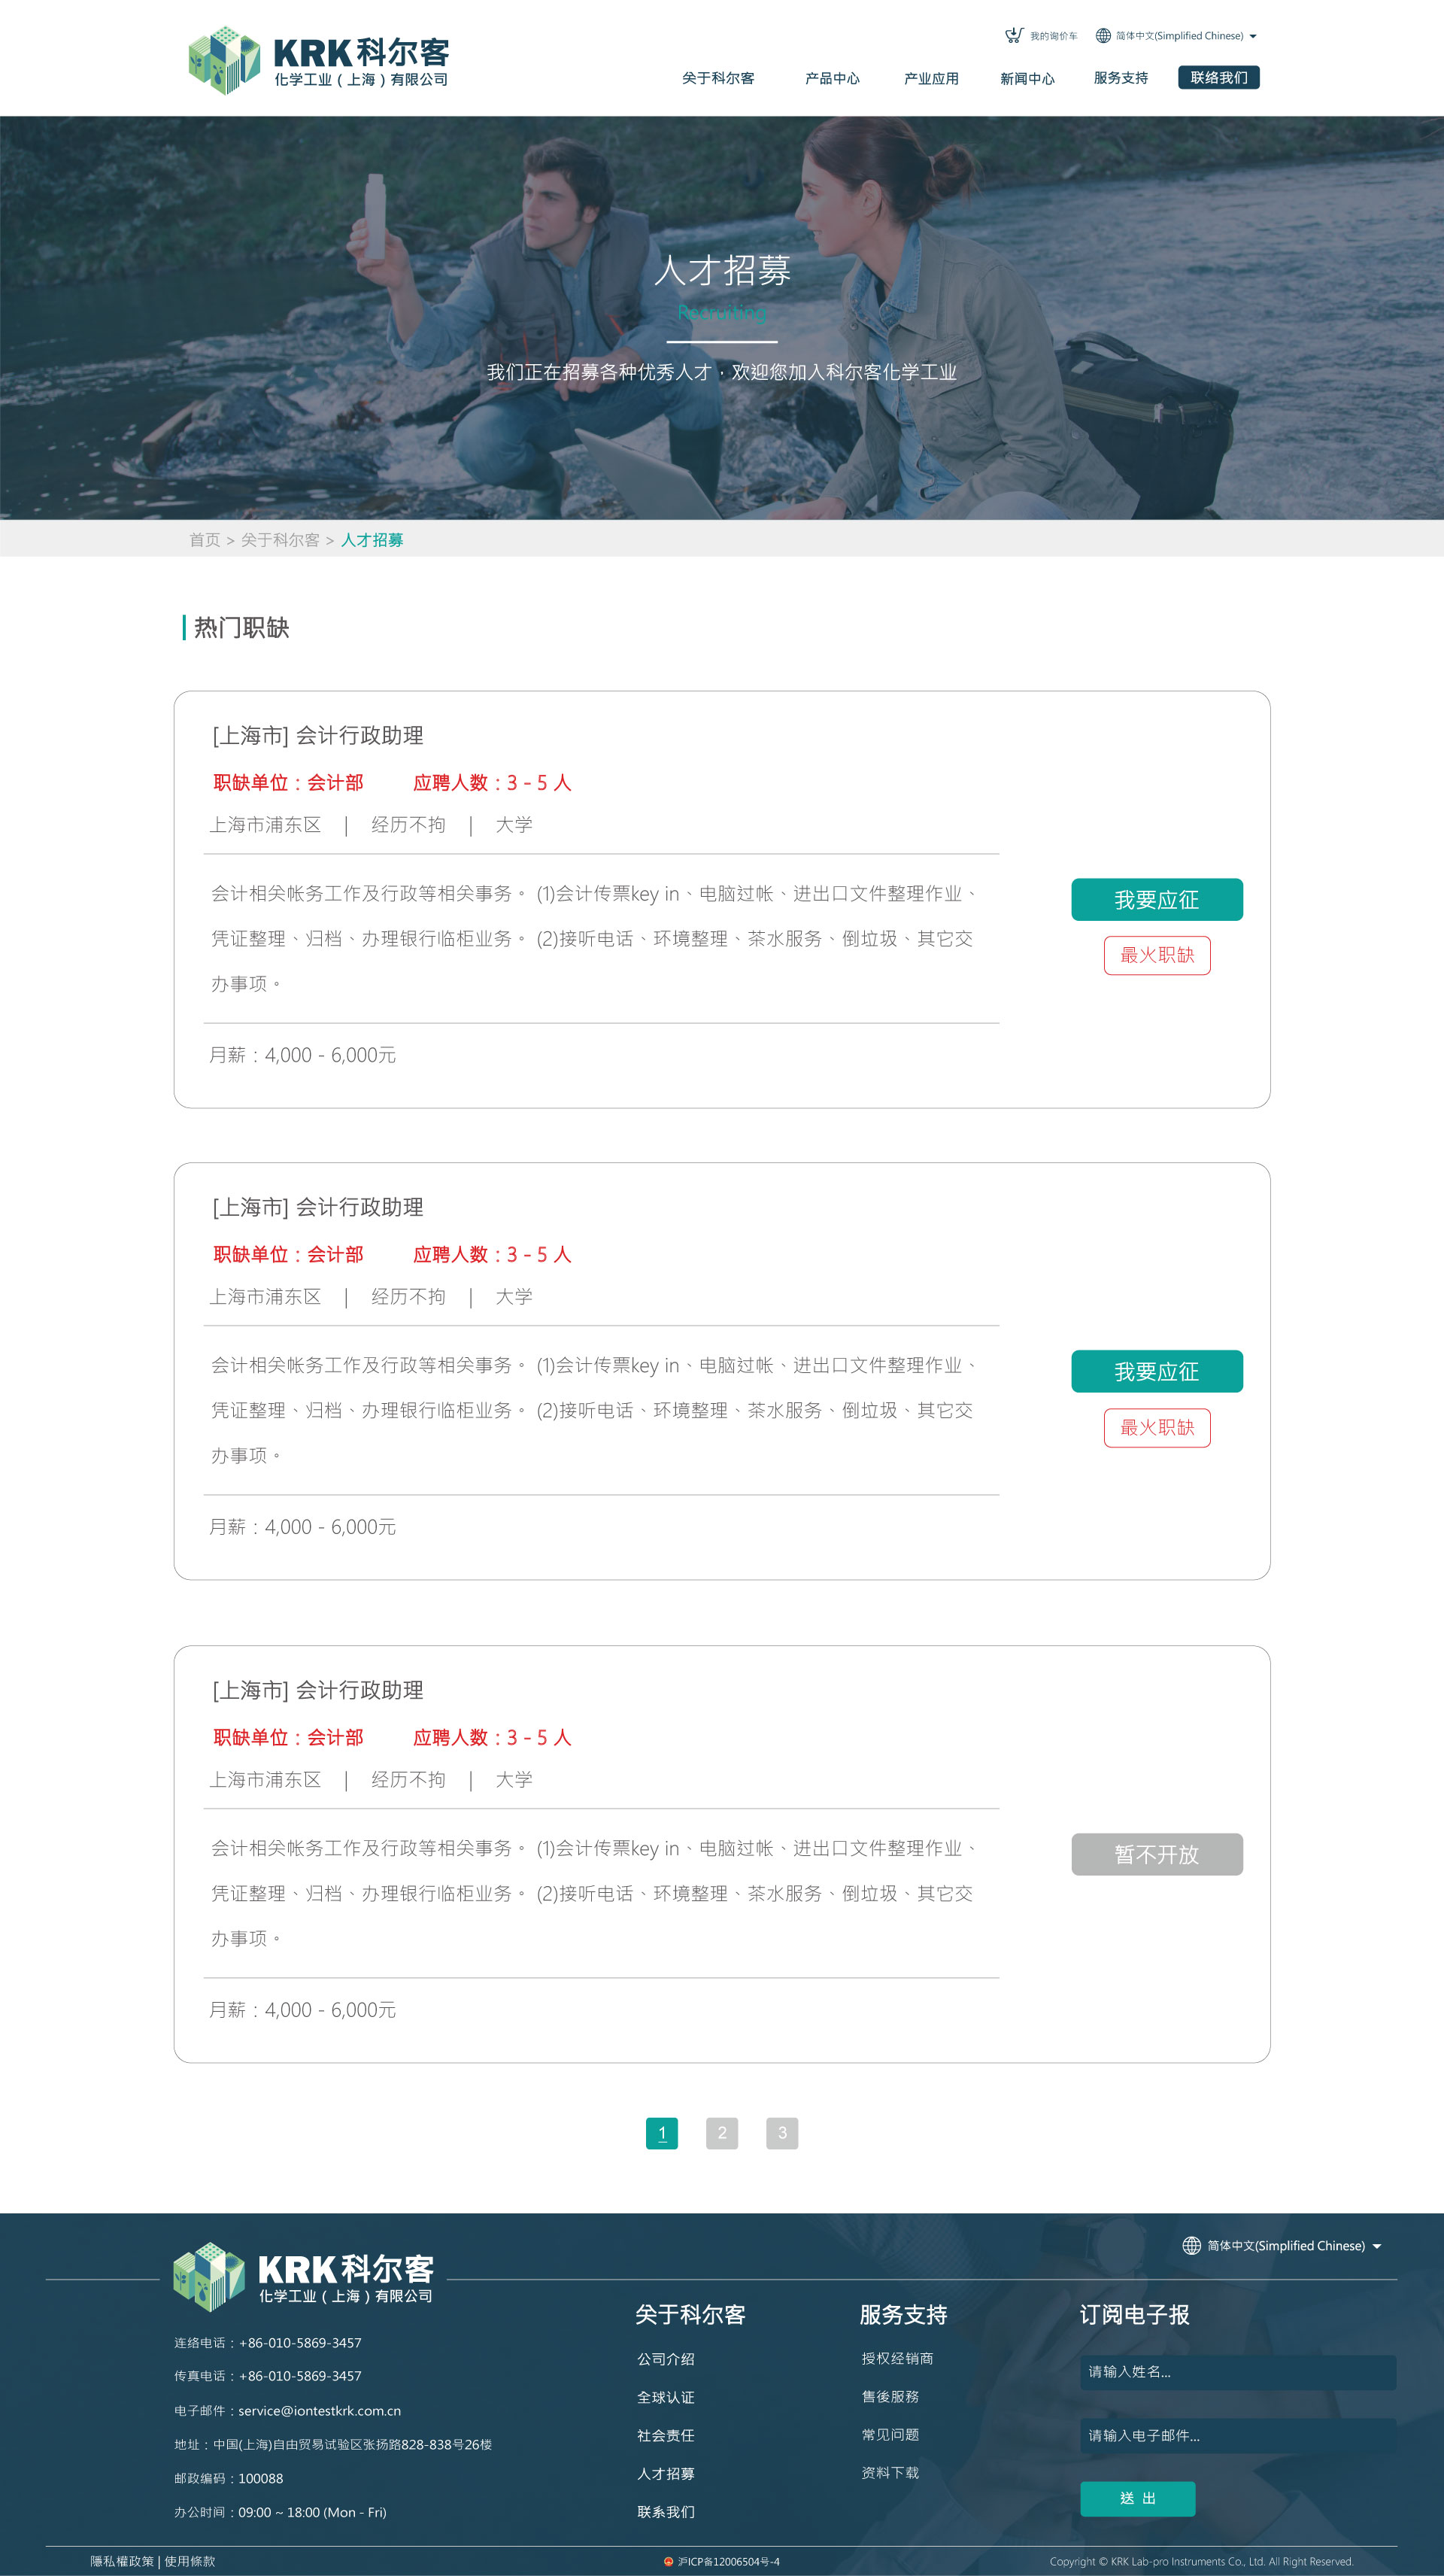 KRK科尔客
化学工业（上海）有限公司
我的询价车
简体中文(Simplified Chinese)
关于科尔客
产品中心
产业应用
新闻中心
服务支持
联络我们
人才招募
Recruiting
我们正在招募各种优秀人才，欢迎您加入科尔客化学工业
首页 > 关于科尔客 > 人才招募
热门职缺
[上海市] 会计行政助理
职缺单位：会计部 应聘人数：3 - 5 人
上海市浦东区 | 经历不拘 | 大学
会计相关帐务工作及行政等相关事务。 (1)会计传票key in、电脑过帐、进出口文件整理作业、
凭证整理、归档、办理银行临柜业务。 (2)接听电话、环境整理、茶水服务、倒垃圾、其它交
办事项。
月薪：4,000 - 6,000元
我要应征
最火职缺
[上海市] 会计行政助理
职缺单位：会计部 应聘人数：3 - 5 人
上海市浦东区 | 经历不拘 | 大学
会计相关帐务工作及行政等相关事务。 (1)会计传票key in、电脑过帐、进出口文件整理作业、
凭证整理、归档、办理银行临柜业务。 (2)接听电话、环境整理、茶水服务、倒垃圾、其它交
办事项。
月薪：4,000 - 6,000元
我要应征
最火职缺
[上海市] 会计行政助理
职缺单位：会计部 应聘人数：3 - 5 人
上海市浦东区 | 经历不拘 | 大学
会计相关帐务工作及行政等相关事务。 (1)会计传票key in、电脑过帐、进出口文件整理作业、
凭证整理、归档、办理银行临柜业务。 (2)接听电话、环境整理、茶水服务、倒垃圾、其它交
办事项。
月薪：4,000 - 6,000元
暂不开放
1 2 3
简体中文(Simplified Chinese)
KRK科尔客
化学工业（上海）有限公司
连络电话：+86-010-5869-3457
传真电话：+86-010-5869-3457
电子邮件：service@iontestkrk.com.cn
地址：中国(上海)自由贸易试验区张扬路828-838号26楼
邮政编码：100088
办公时间：09:00 ~ 18:00 (Mon - Fri)
关于科尔客
公司介绍
全球认证
社会责任
人才招募
联系我们
服务支持
授权经销商
售後服務
常见问题
资料下载
订阅电子报
请输入姓名...
请输入电子邮件...
送 出
隱私權政策 | 使用條款
沪ICP备12006504号-4
Copyright © KRK Lab-pro Instruments Co., Ltd. All Right Reserved.